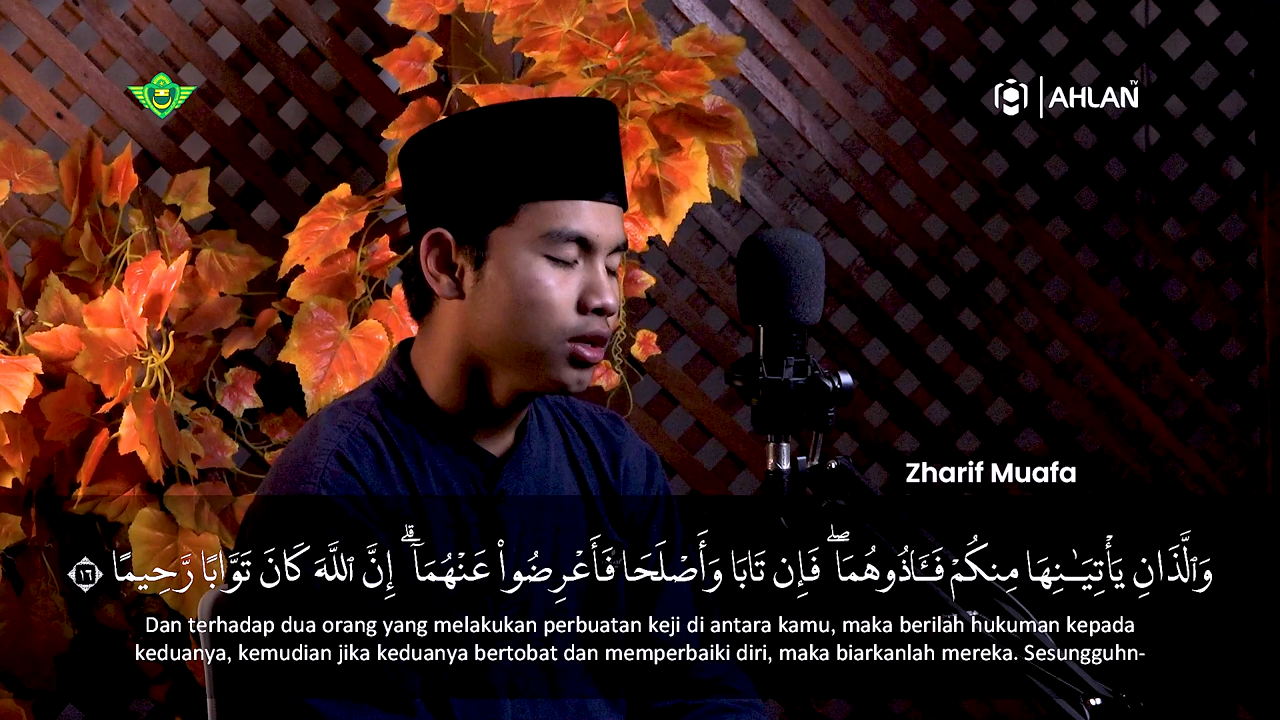 AHLAN TV
Zharif Muafa
وَٱلَّذَانِ يَأْتِيَـٰنِهَا مِنكُمْ فَـَٔاذُوهُمَا ۖ فَإِن تَابَا وَأَصْلَحَا فَأَعْرِضُوا۟ عَنْهُمَآ ۗ إِنَّ ٱللَّهَ كَانَ تَوَّابًا رَّحِيمًا ١٦
Dan terhadap dua orang yang melakukan perbuatan keji di antara kamu, maka berilah hukuman kepada
keduanya, kemudian jika keduanya bertobat dan memperbaiki diri, maka biarkanlah mereka. Sesungguhn-